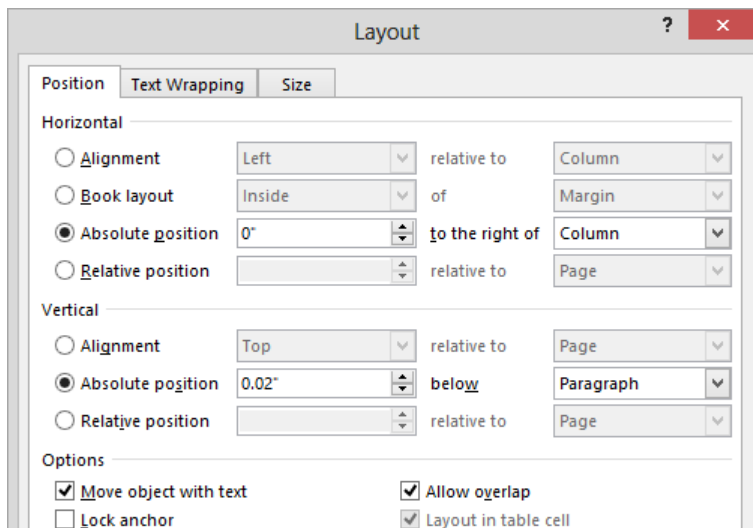 Layout ?
Position Text Wrapping Size
Horizontal
Alignment Left relative to Column
Book layout Inside of Margin
Absolute position 0" to the right of Column
Relative position relative to Page
Vertical
Alignment Top relative to Page
Absolute position 0.02" below Paragraph
Relative position relative to Page
Options
Move object with text Allow overlap
Lock anchor Layout in table cell